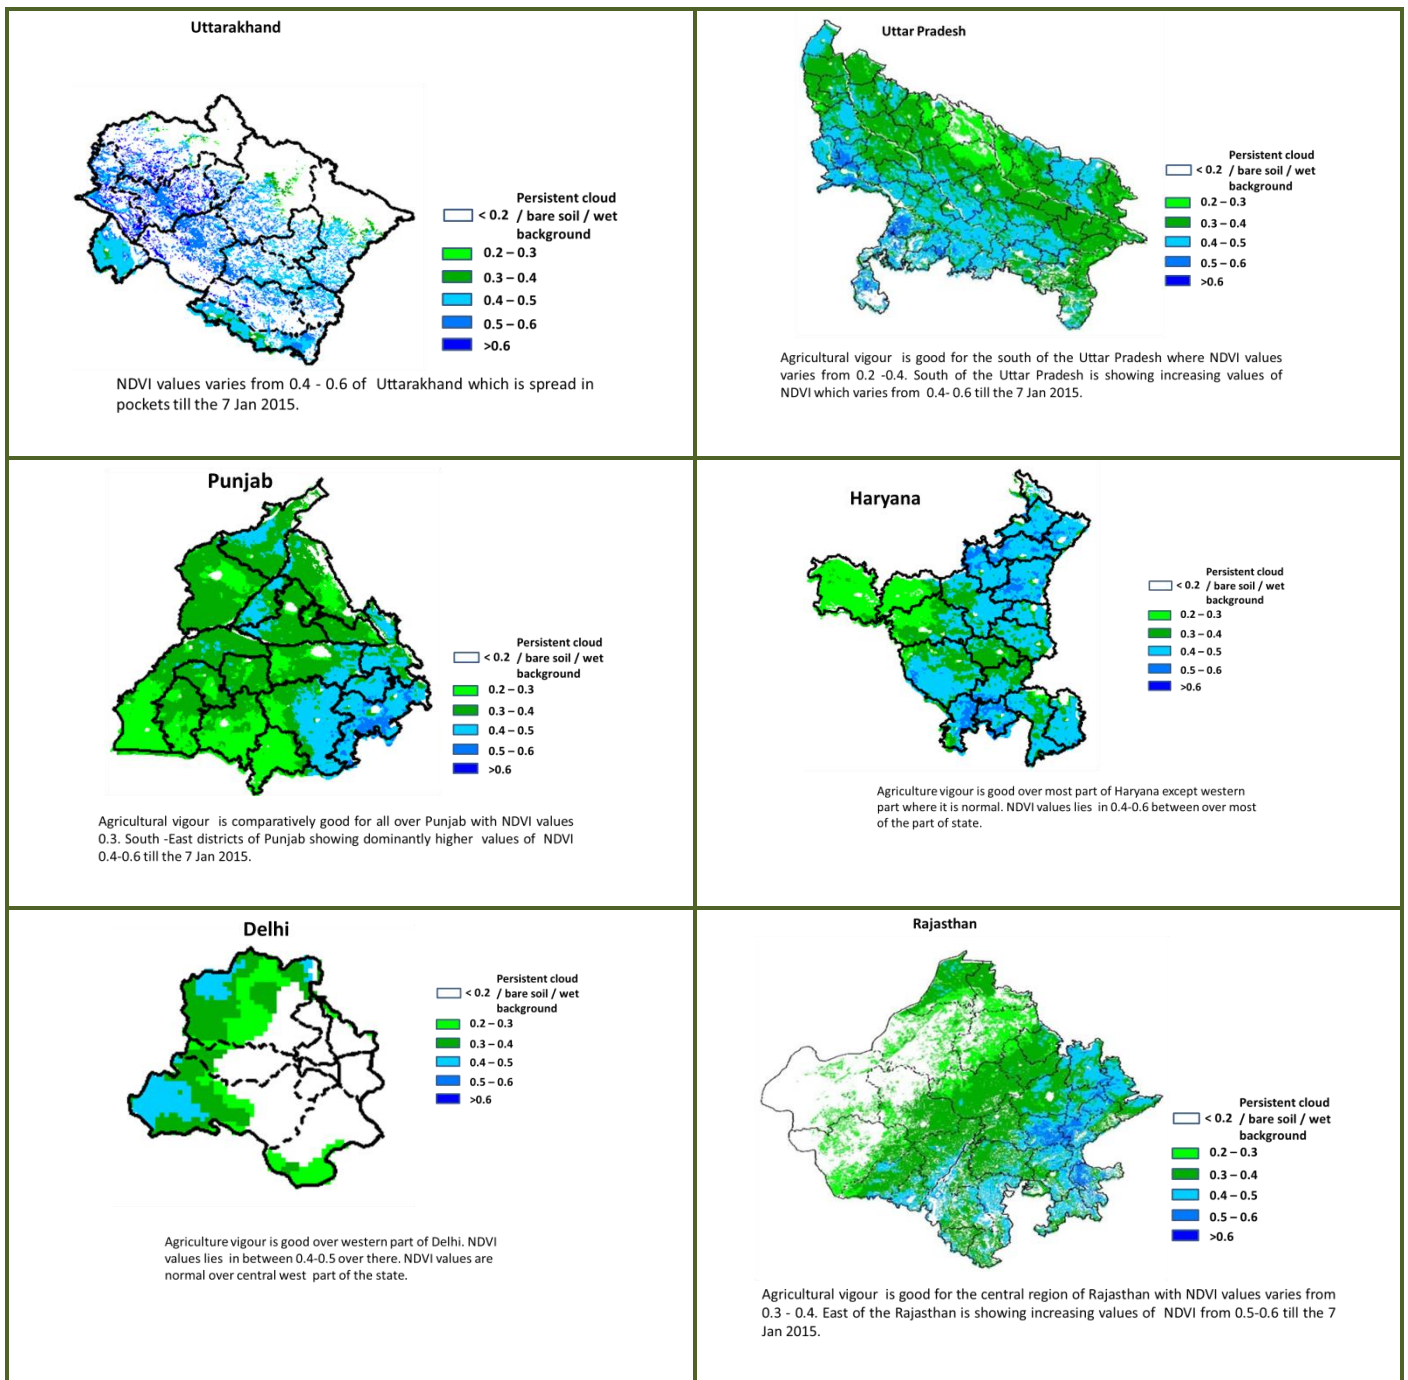 Uttarakhand
Persistent cloud
< 0.2 / bare soil / wet
background
0.2 – 0.3
0.3 – 0.4
0.4 – 0.5
0.5 – 0.6
>0.6
NDVI values varies from 0.4 - 0.6 of Uttarakhand which is spread in
pockets till the 7 Jan 2015.
Uttar Pradesh
Persistent cloud
< 0.2 / bare soil / wet
background
0.2 – 0.3
0.3 – 0.4
0.4 – 0.5
0.5 – 0.6
>0.6
Agricultural vigour is good for the south of the Uttar Pradesh where NDVI values
varies from 0.2 -0.4. South of the Uttar Pradesh is showing increasing values of
NDVI which varies from 0.4- 0.6 till the 7 Jan 2015.
Punjab
Persistent cloud
< 0.2 / bare soil / wet
background
0.2 – 0.3
0.3 – 0.4
0.4 – 0.5
0.5 – 0.6
>0.6
Agricultural vigour is comparatively good for all over Punjab with NDVI values
0.3. South -East districts of Punjab showing dominantly higher values of NDVI
0.4-0.6 till the 7 Jan 2015.
Haryana
Persistent cloud
< 0.2 / bare soil / wet
background
0.2 – 0.3
0.3 – 0.4
0.4 – 0.5
0.5 – 0.6
>0.6
Agriculture vigour is good over most part of Haryana except western
part where it is normal. NDVI values lies in 0.4-0.6 between over most
of the part of state.
Delhi
Persistent cloud
< 0.2 / bare soil / wet
background
0.2 – 0.3
0.3 – 0.4
0.4 – 0.5
0.5 – 0.6
>0.6
Agriculture vigour is good over western part of Delhi. NDVI
values lies in between 0.4-0.5 over there. NDVI values are
normal over central west part of the state.
Rajasthan
Persistent cloud
< 0.2 / bare soil / wet
background
0.2 – 0.3
0.3 – 0.4
0.4 – 0.5
0.5 – 0.6
>0.6
Agricultural vigour is good for the central region of Rajasthan with NDVI values varies from
0.3 - 0.4. East of the Rajasthan is showing increasing values of NDVI from 0.5-0.6 till the 7
Jan 2015.